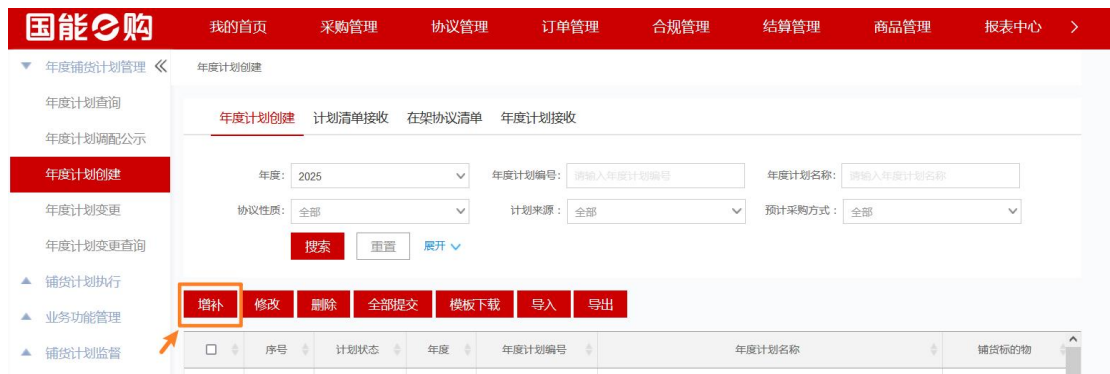 国能e购 我的首页 采购管理 协议管理 订单管理 合规管理 结算管理 商品管理 报表中心
年度铺货计划管理
年度计划创建
年度计划查询
年度计划创建 计划清单接收 在架协议清单 年度计划接收
年度计划调配公示
年度计划创建
年度: 2025 年度计划编号: 请输入年度计划编号 年度计划名称: 请输入年度计划名称
年度计划变更
协议性质: 全部 计划来源： 全部 预计采购方式： 全部
年度计划变更查询
搜索 重置 展开
铺货计划执行
增补 修改 删除 全部提交 模板下载 导入 导出
业务功能管理
铺货计划监督
序号 计划状态 年度 年度计划编号 年度计划名称 铺货标的物